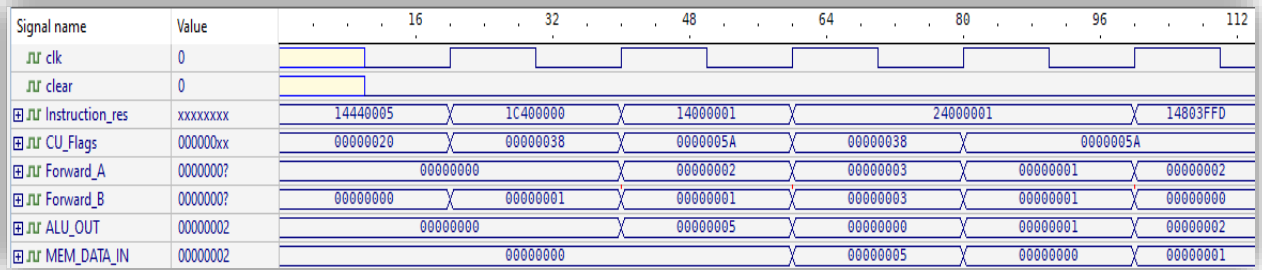 Signal name Value 16 32 48 64 80 96 112
clk 0
clear 0
Instruction_res xxxxxxxx 14440005 1C400000 14000001 24000001 14803FFD
CU_Flags 000000xx 00000020 00000038 0000005A 00000038 0000005A
Forward_A 0000000? 00000000 00000002 00000003 00000001 00000002
Forward_B 0000000? 00000000 00000001 00000001 00000003 00000001 00000000
ALU_OUT 00000002 00000000 00000005 00000000 00000001 00000002
MEM_DATA_IN 00000002 00000000 00000005 00000000 00000001